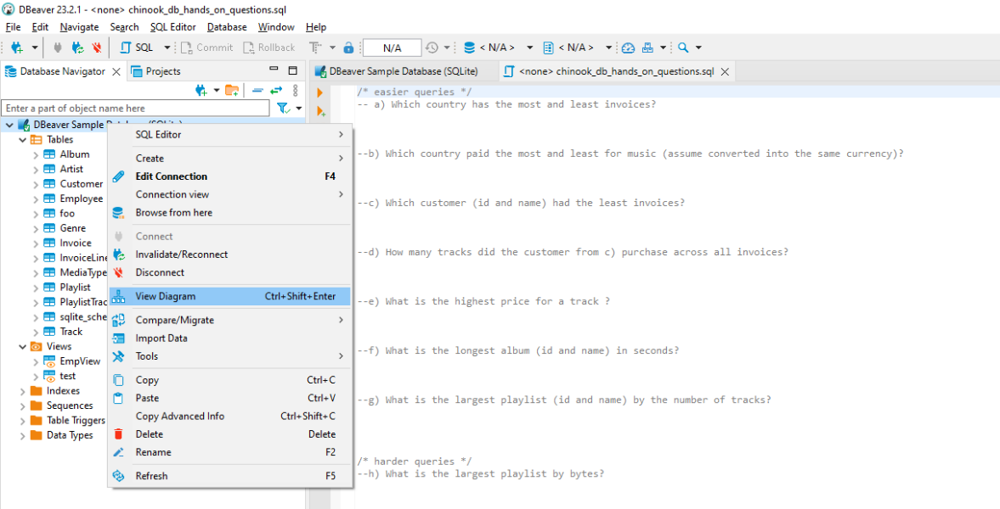 DBeaver 23.2.1 - <none> chinook_db_hands_on_questions.sql
File Edit Navigate Search SQL Editor Database Window Help
SQL Commit Rollback N/A < N/A > < N/A >
Database Navigator Projects
DBeaver Sample Database (SQLite) <none> chinook_db_hands_on_questions.sql
Enter a part of object name here
DBeaver Sample Database (SQLite)
Tables
Album
Artist
Customer
Employee
foo
Genre
Invoice
InvoiceLine
MediaType
Playlist
PlaylistTrac
sqlite_sche
Track
Views
EmpView
test
Indexes
Sequences
Table Triggers
Data Types
SQL Editor
Create
Edit Connection F4
Connection view
Browse from here
Connect
Invalidate/Reconnect
Disconnect
View Diagram Ctrl+Shift+Enter
Compare/Migrate
Import Data
Tools
Copy Ctrl+C
Paste Ctrl+V
Copy Advanced Info Ctrl+Shift+C
Delete Delete
Rename F2
Refresh F5
/* easier queries */
-- a) Which country has the most and least invoices?
--b) Which country paid the most and least for music (assume converted into the same currency)?
--c) Which customer (id and name) had the least invoices?
--d) How many tracks did the customer from c) purchase across all invoices?
--e) What is the highest price for a track ?
--f) What is the longest album (id and name) in seconds?
--g) What is the largest playlist (id and name) by the number of tracks?
/* harder queries */
--h) What is the largest playlist by bytes?